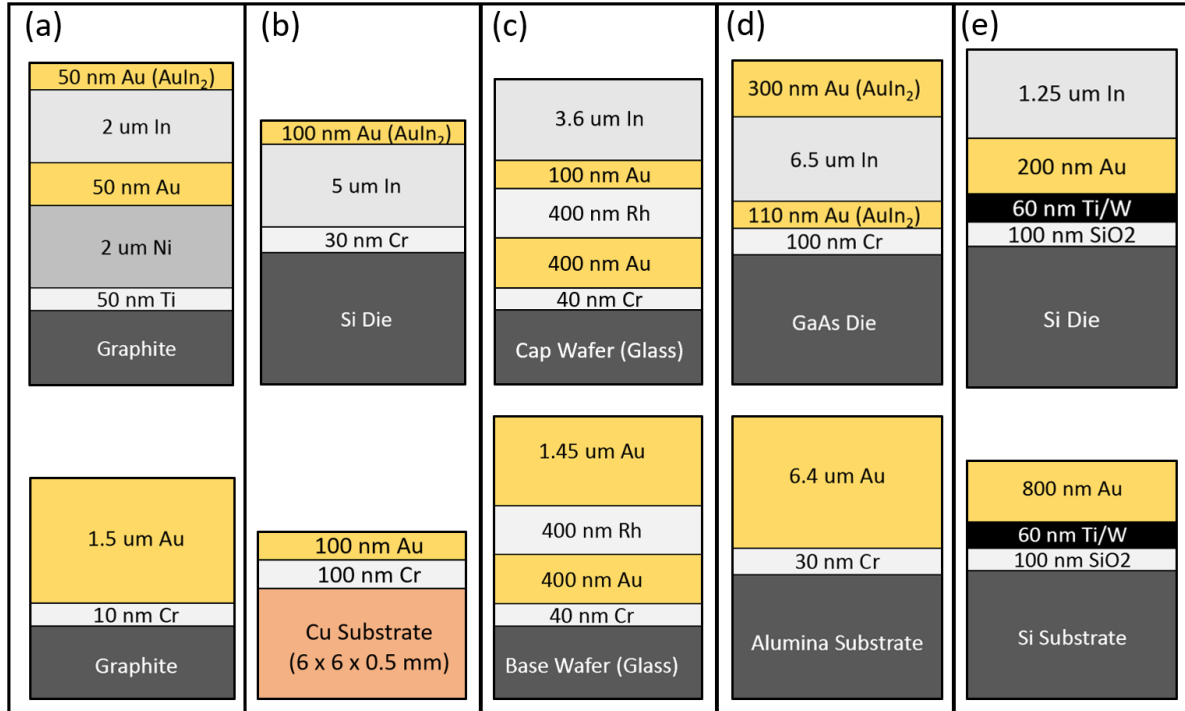 (a)
50 nm Au (AuIn₂)
2 um In
50 nm Au
2 um Ni
50 nm Ti
Graphite
1.5 um Au
10 nm Cr
Graphite
(b)
100 nm Au (AuIn₂)
5 um In
30 nm Cr
Si Die
100 nm Au
100 nm Cr
Cu Substrate
(6 x 6 x 0.5 mm)
(c)
3.6 um In
100 nm Au
400 nm Rh
400 nm Au
40 nm Cr
Cap Wafer (Glass)
1.45 um Au
400 nm Rh
400 nm Au
40 nm Cr
Base Wafer (Glass)
(d)
300 nm Au (AuIn₂)
6.5 um In
110 nm Au (AuIn₂)
100 nm Cr
GaAs Die
6.4 um Au
30 nm Cr
Alumina Substrate
(e)
1.25 um In
200 nm Au
60 nm Ti/W
100 nm SiO2
Si Die
800 nm Au
60 nm Ti/W
100 nm SiO2
Si Substrate